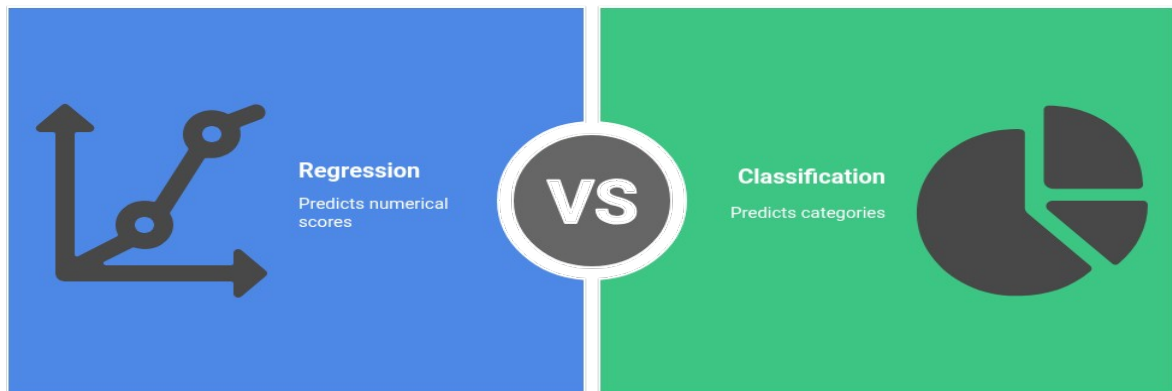 Regression
Predicts numerical
scores
VS
Classification
Predicts categories